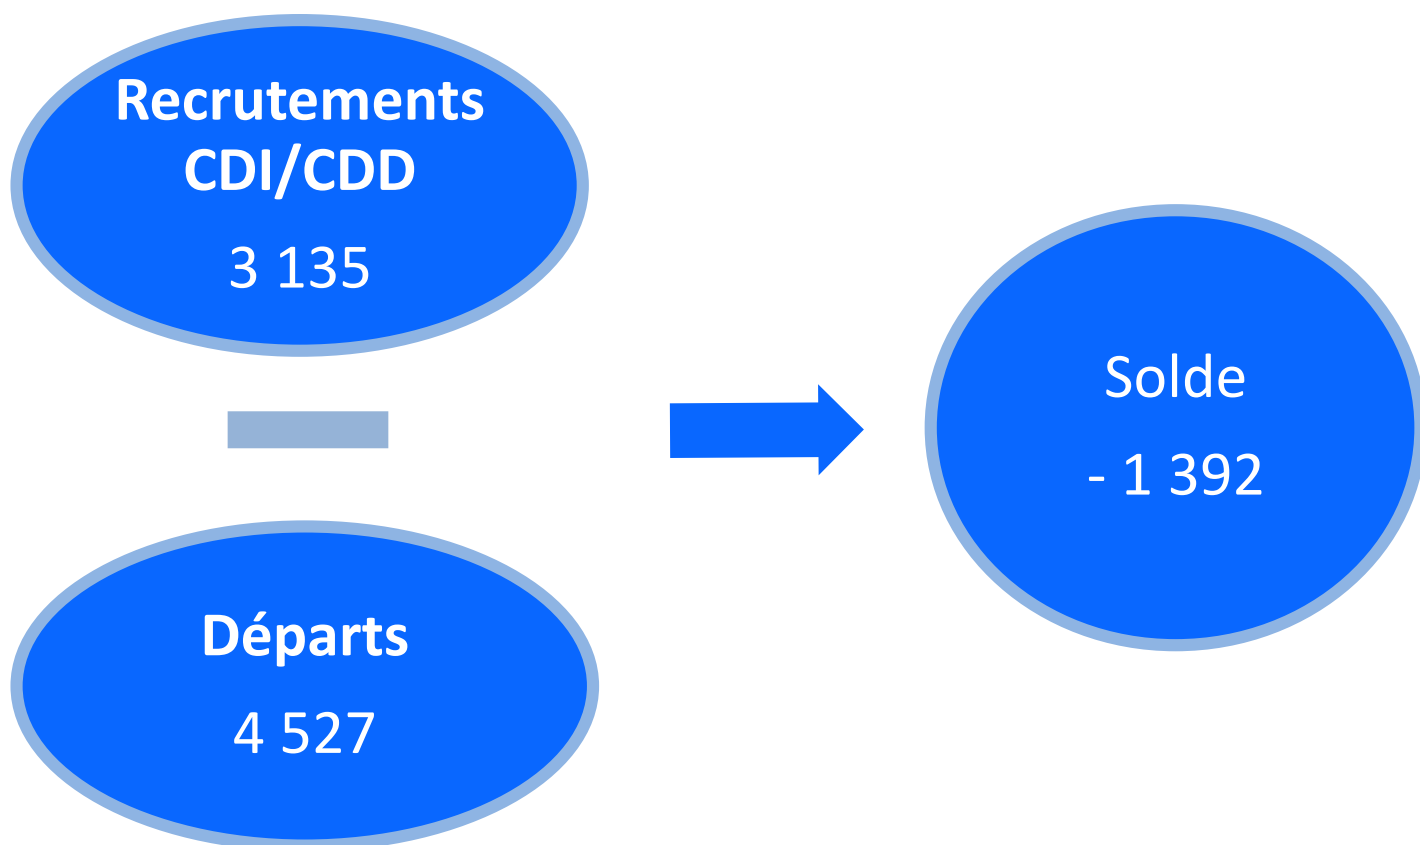 Recrutements
CDI/CDD
3 135
Solde
- 1 392
Départs
4 527